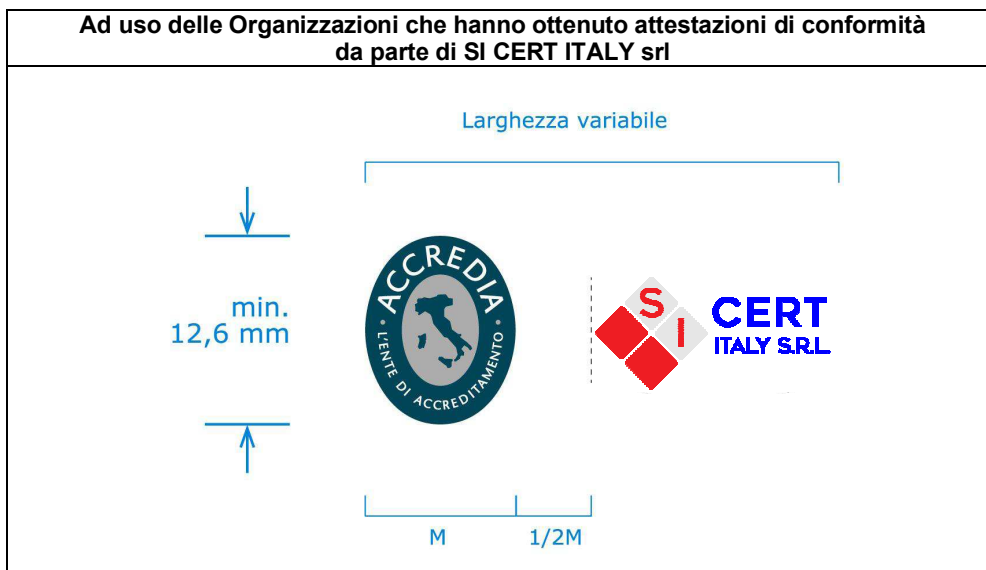 Ad uso delle Organizzazioni che hanno ottenuto attestazioni di conformità
da parte di SI CERT ITALY srl
Larghezza variabile
min.
12,6 mm
ACCREDIA
· L'ENTE DI ACCREDITAMENTO ·
S
I
CERT
ITALY S.R.L.
M
1/2M